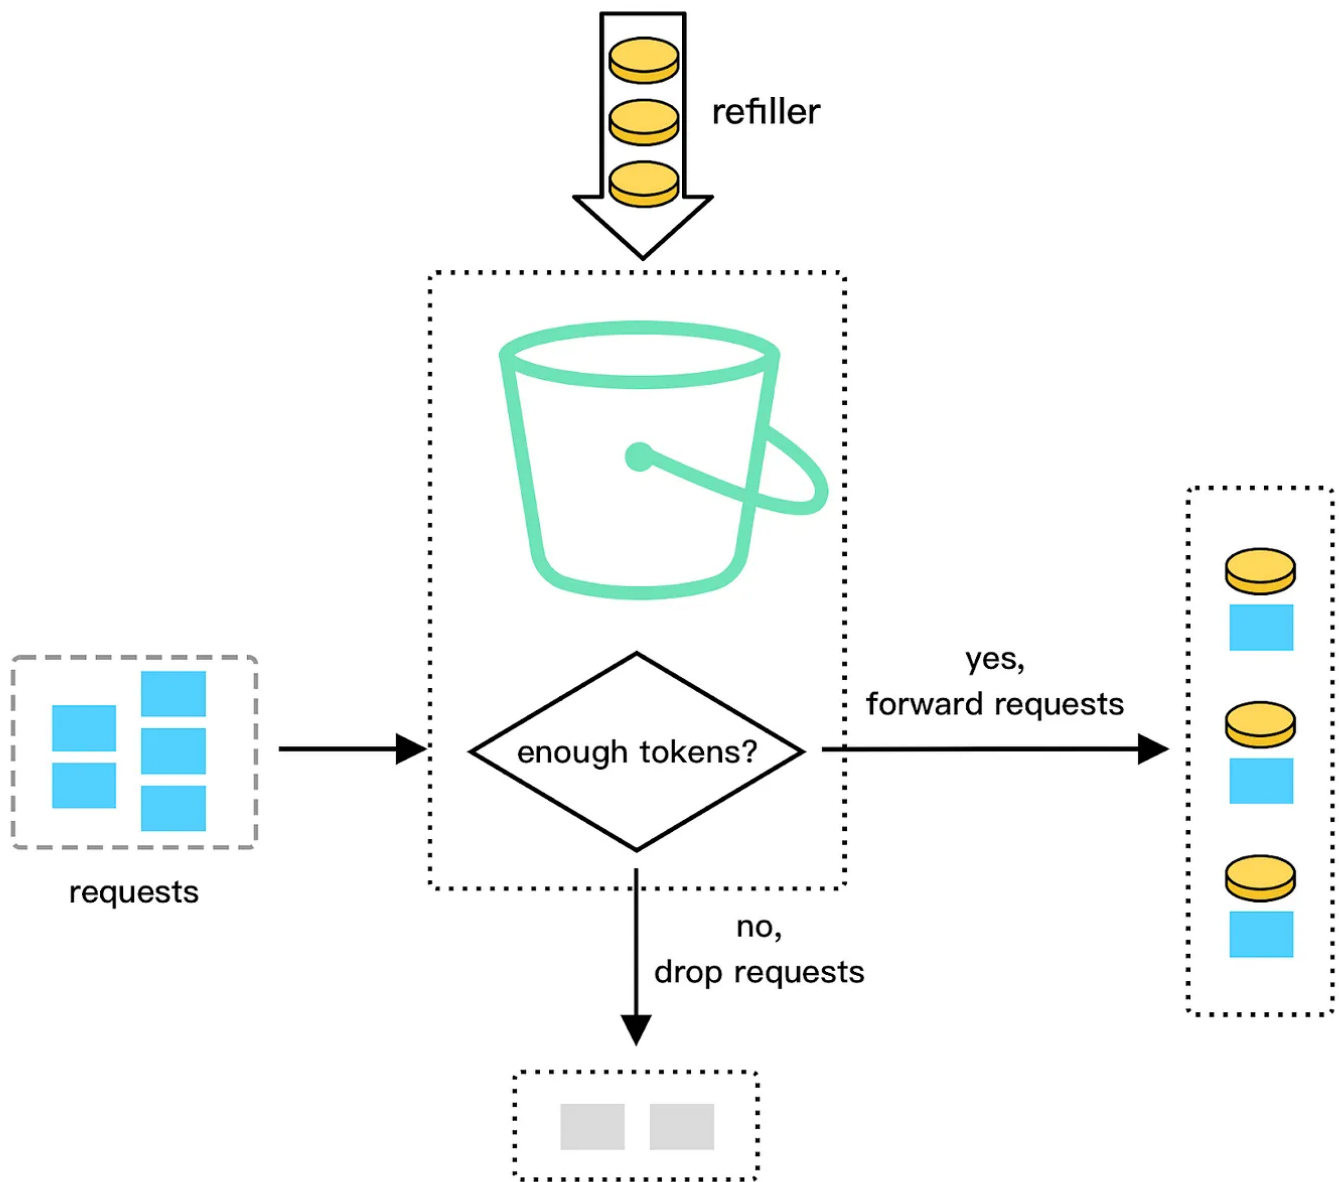 refiller
enough tokens?
yes,
forward requests
requests
no,
drop requests